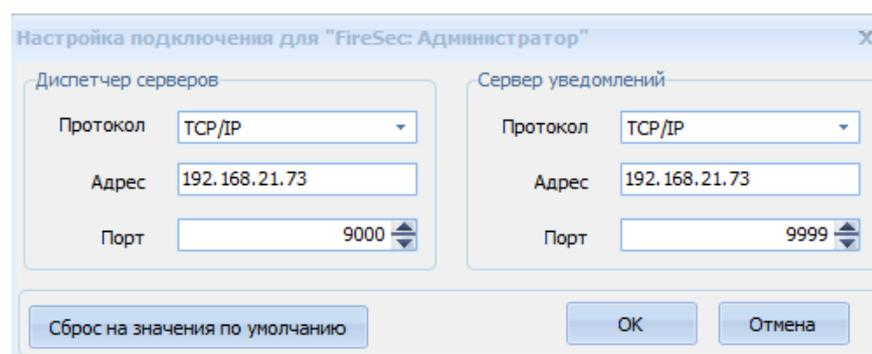 Настройка подключения для "FireSec: Администратор" X
Диспетчер серверов
Протокол TCP/IP
Адрес 192.168.21.73
Порт 9000
Сервер уведомлений
Протокол TCP/IP
Адрес 192.168.21.73
Порт 9999
Сброс на значения по умолчанию
OK
Отмена